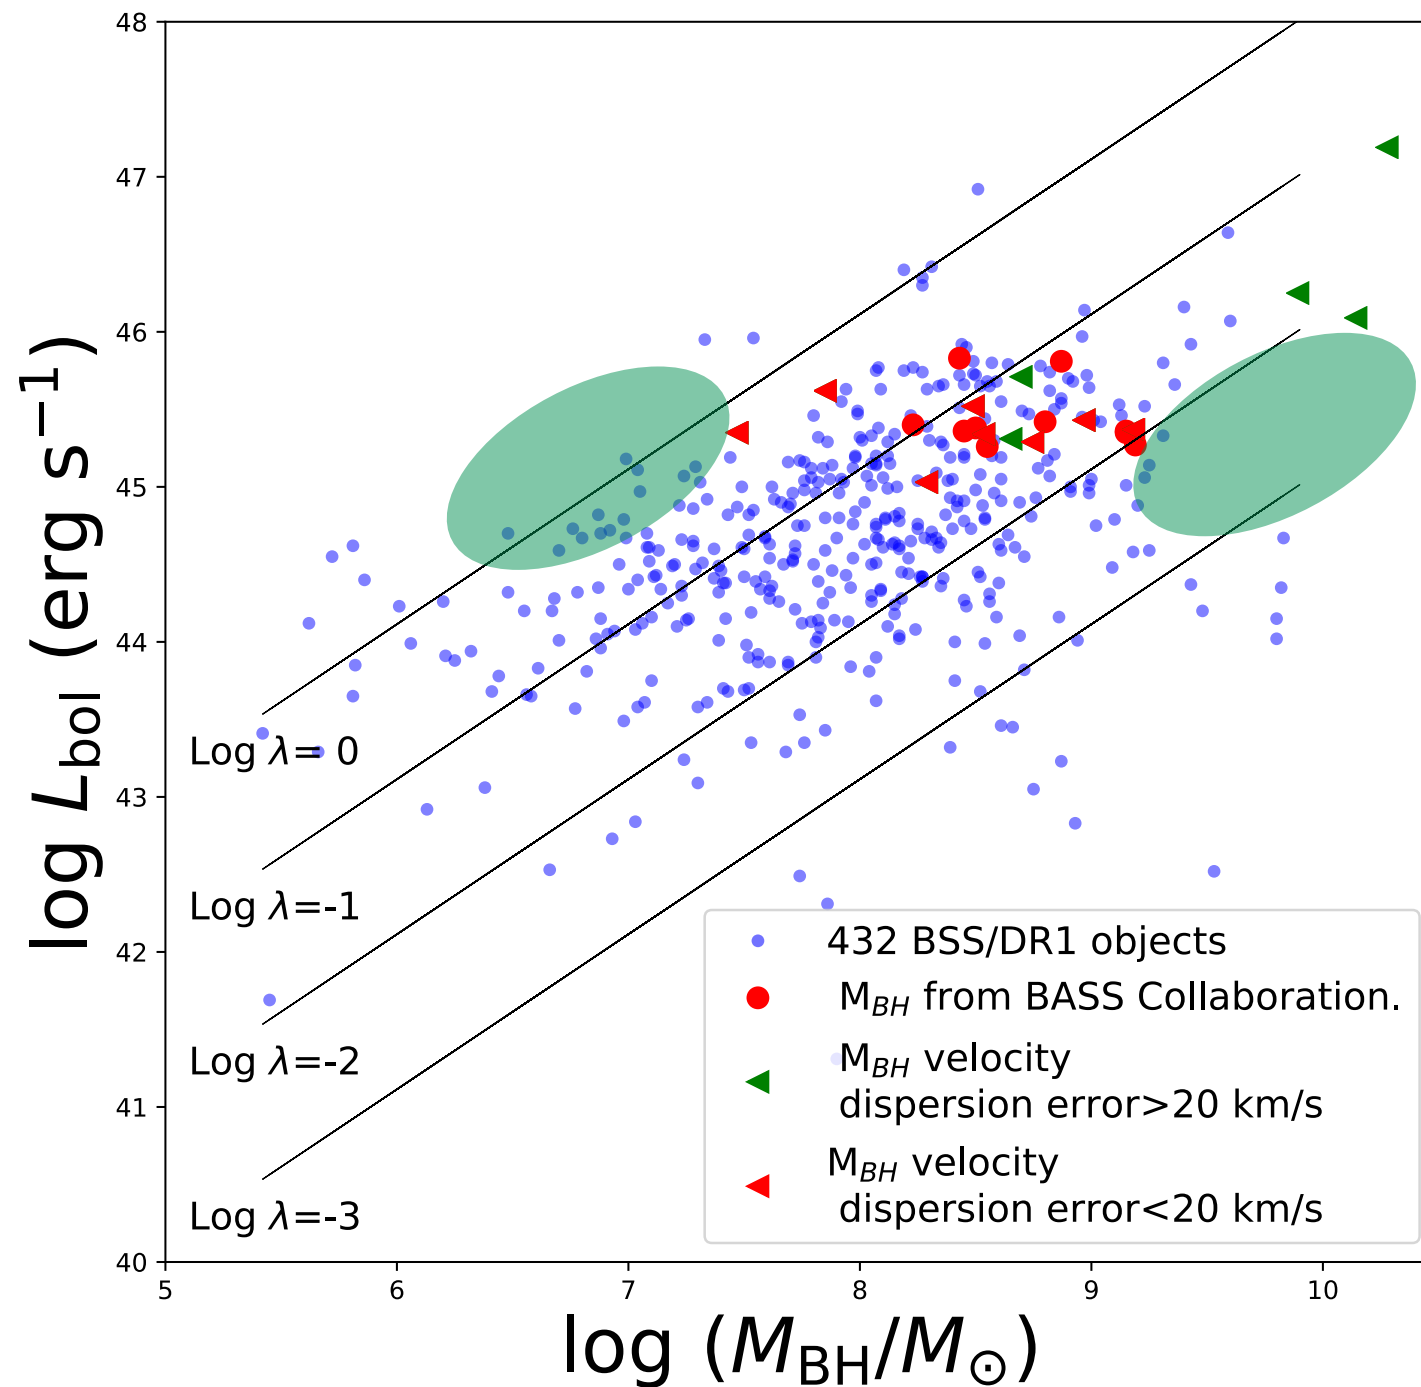 48
47
46
45
44
43
42
41
40
log L_bol (erg s⁻¹)
Log λ= 0
Log λ=-1
Log λ=-2
Log λ=-3
432 BSS/DR1 objects
M_BH from BASS Collaboration.
M_BH velocity
dispersion error>20 km/s
M_BH velocity
dispersion error<20 km/s
5 6 7 8 9 10
log (M_BH/M_⊙)